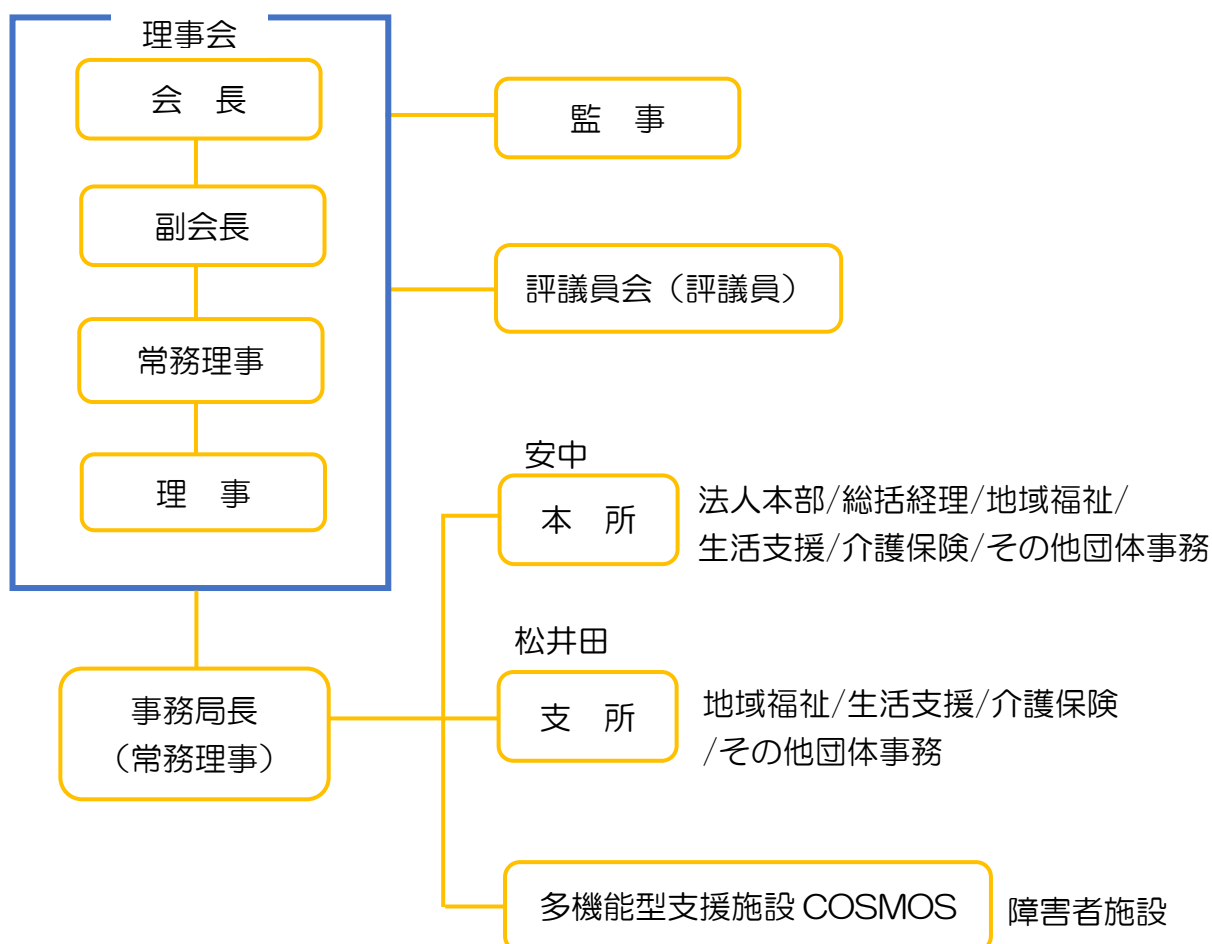 理事会
会　長
副会長
常務理事
理　事
監　事
評議員会（評議員）
事務局長
（常務理事）
安中
本　所
法人本部/総括経理/地域福祉/
生活支援/介護保険/その他団体事務
松井田
支　所
地域福祉/生活支援/介護保険
/その他団体事務
多機能型支援施設 COSMOS
障害者施設